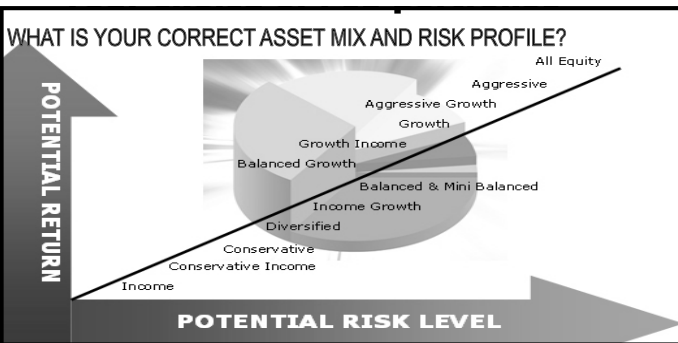 WHAT IS YOUR CORRECT ASSET MIX AND RISK PROFILE?
All Equity
Aggressive
Aggressive Growth
Growth
Growth Income
Balanced Growth
Balanced & Mini Balanced
Income Growth
Diversified
Conservative
Conservative Income
Income
POTENTIAL RETURN
POTENTIAL RISK LEVEL